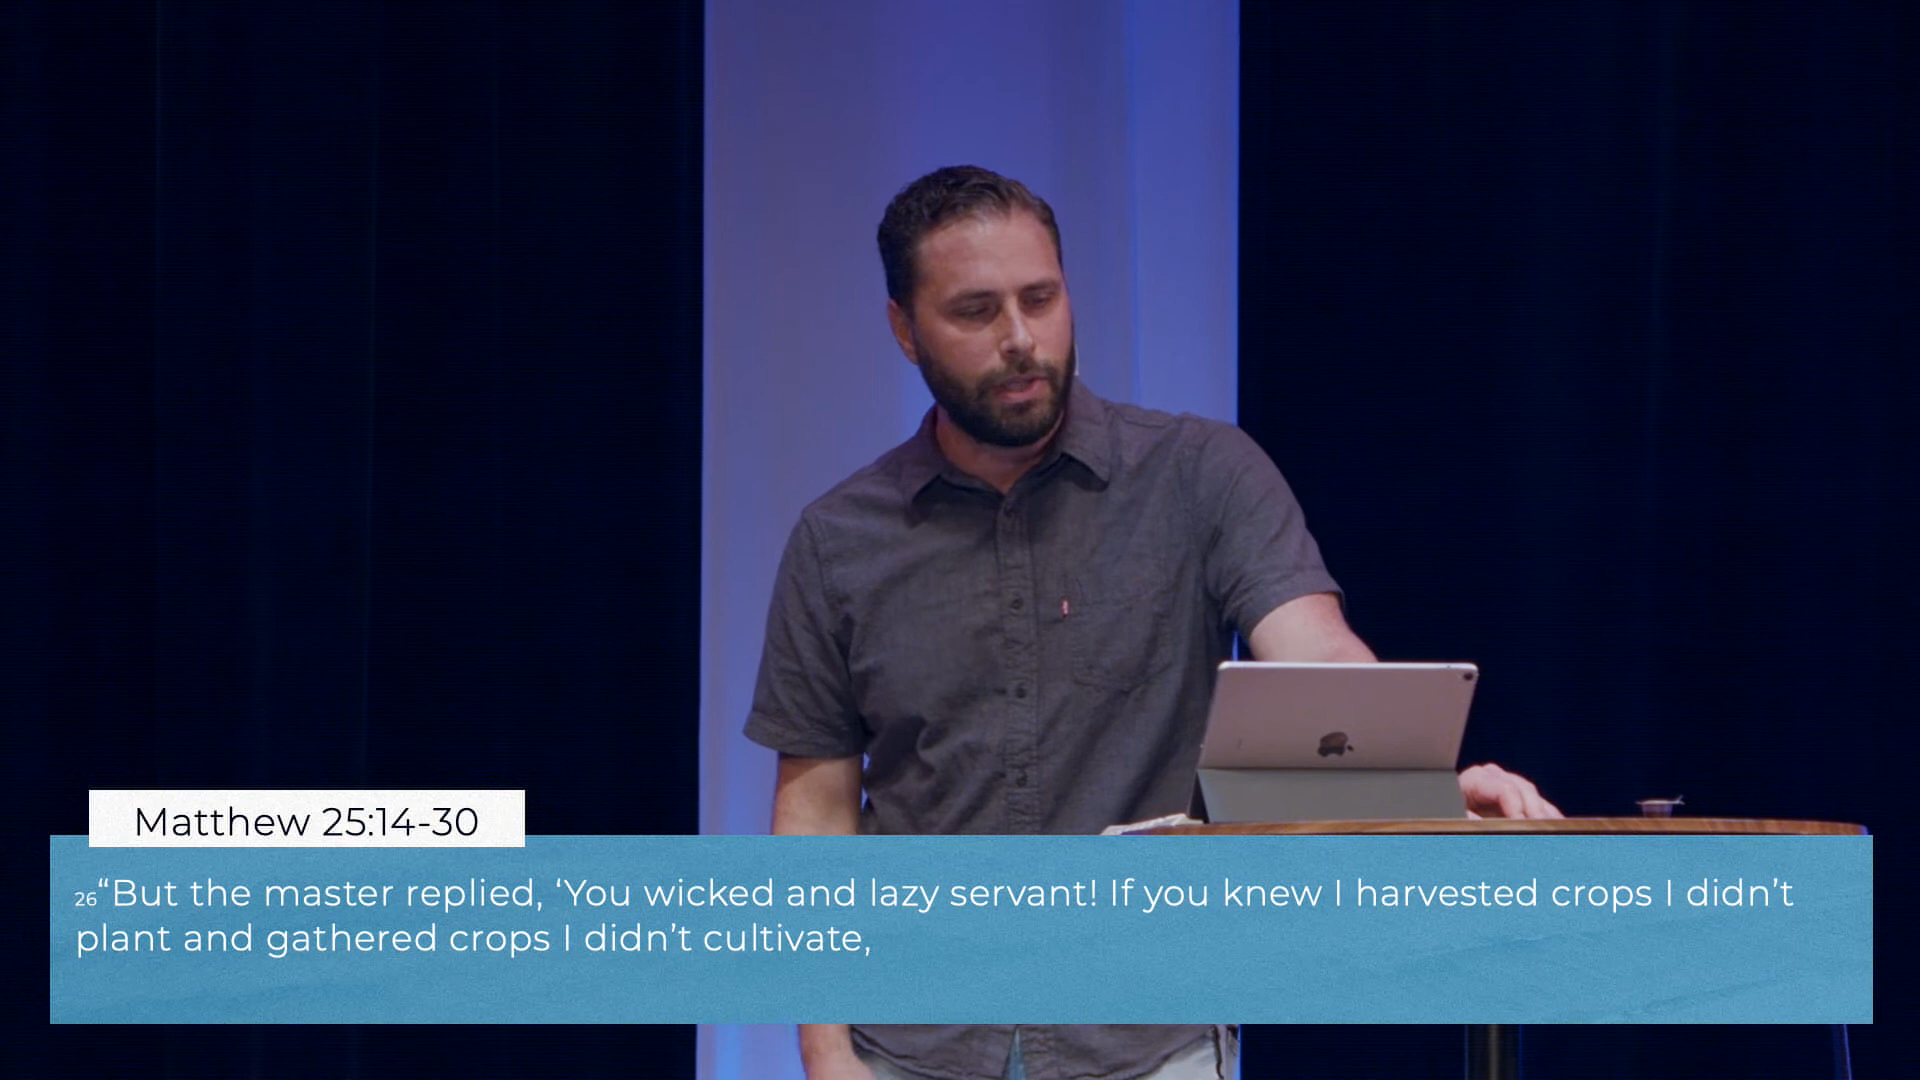 Matthew 25:14-30
26“But the master replied, ‘You wicked and lazy servant! If you knew I harvested crops I didn’t
plant and gathered crops I didn’t cultivate,